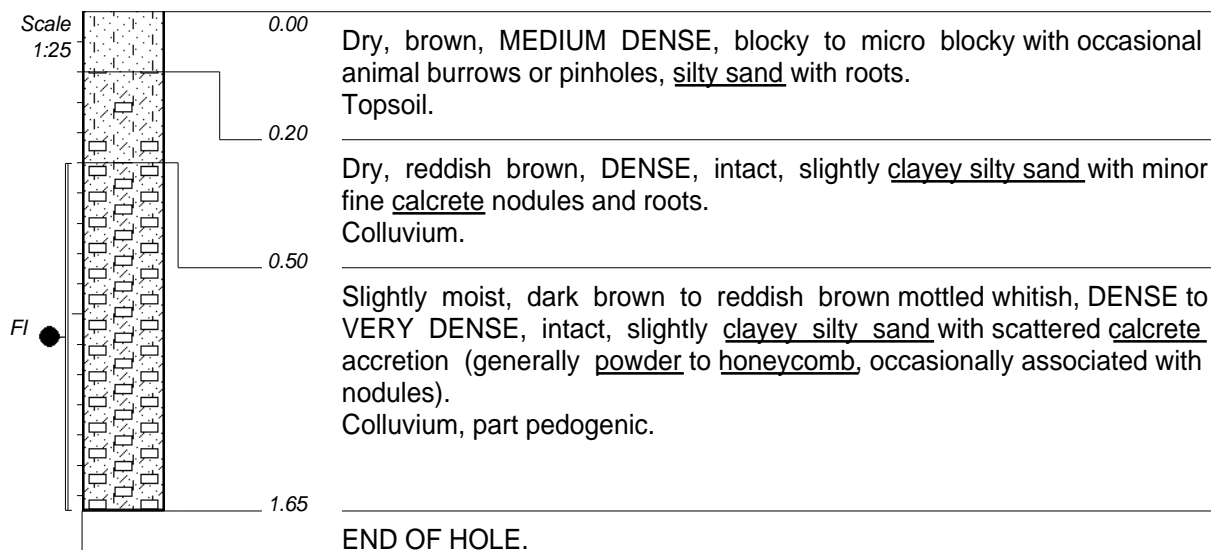 Scale
1:25
0.00
Dry, brown, MEDIUM DENSE, blocky to micro blocky with occasional
animal burrows or pinholes, silty sand with roots.
Topsoil.
0.20
Dry, reddish brown, DENSE, intact, slightly clayey silty sand with minor
fine calcrete nodules and roots.
Colluvium.
0.50
Slightly moist, dark brown to reddish brown mottled whitish, DENSE to
VERY DENSE, intact, slightly clayey silty sand with scattered calcrete
accretion (generally powder to honeycomb, occasionally associated with
nodules).
Colluvium, part pedogenic.
FI
1.65
END OF HOLE.